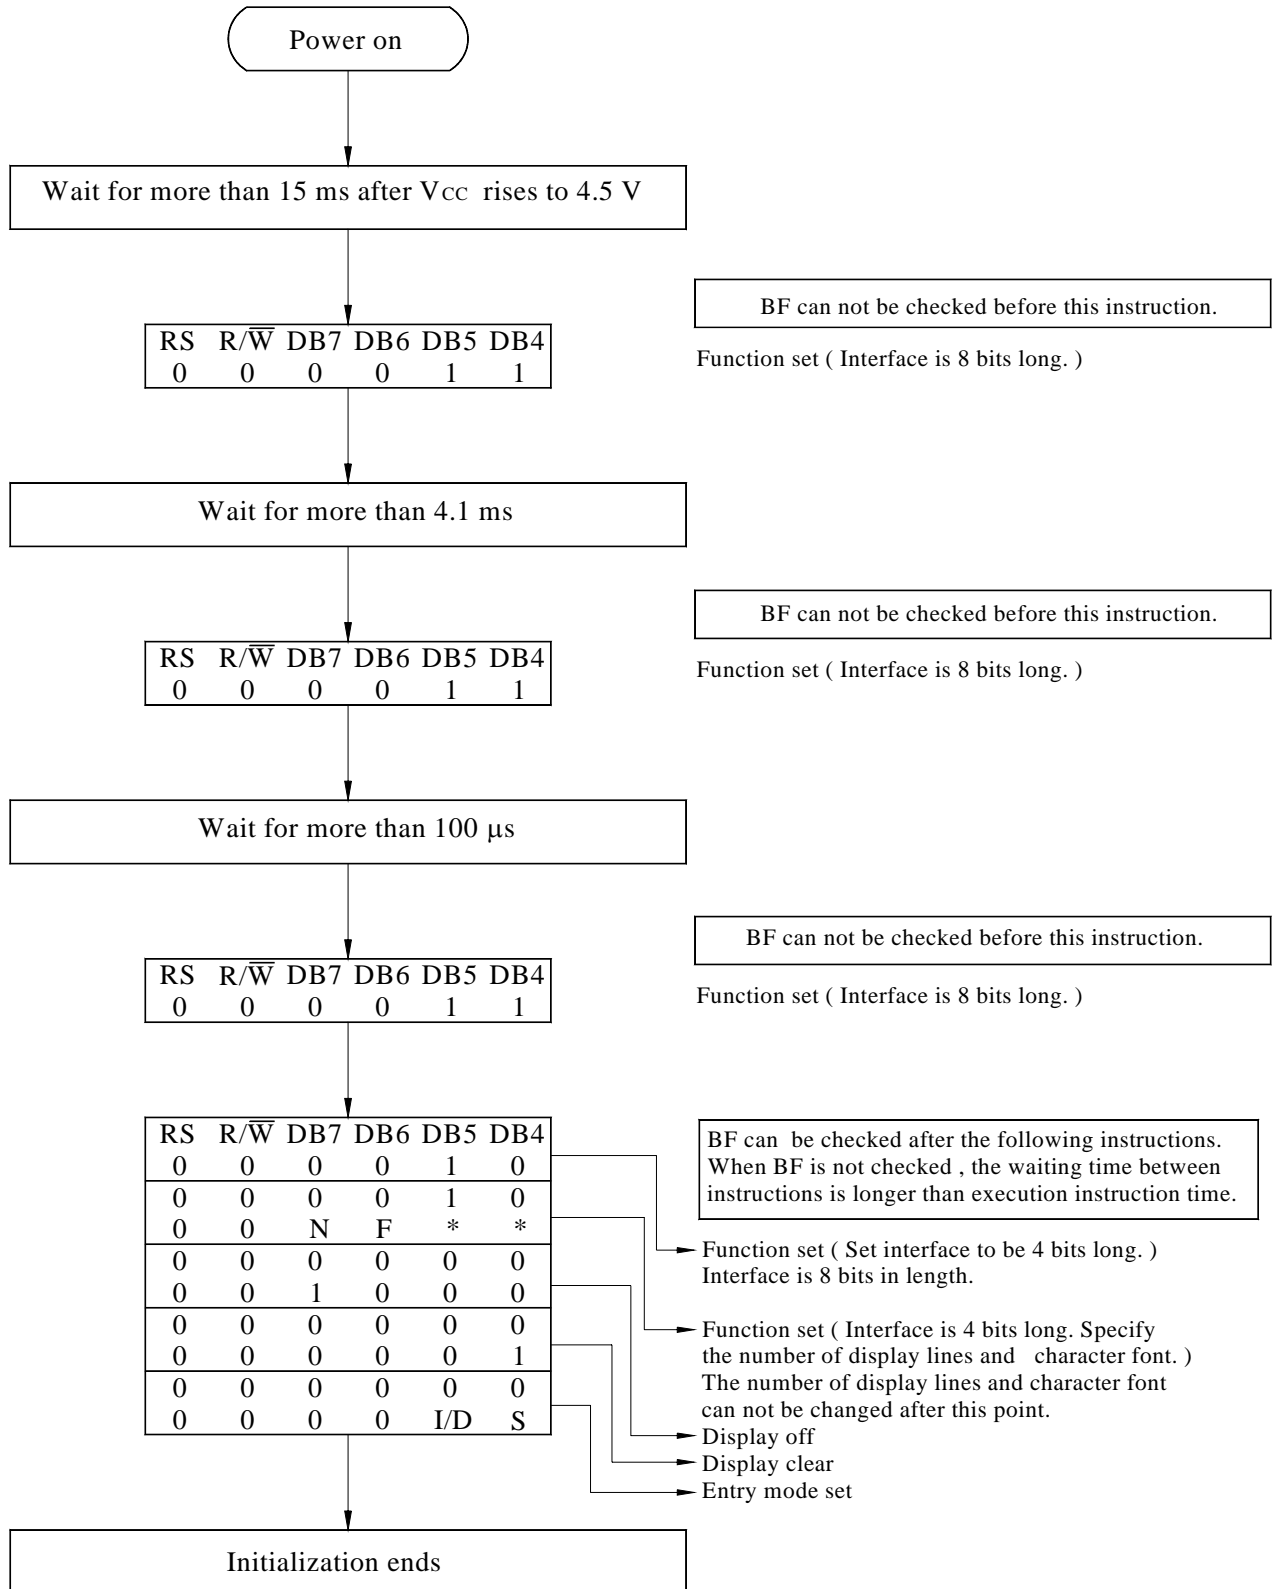 Power on
Wait for more than 15 ms after VCC rises to 4.5 V
BF can not be checked before this instruction.
RS R/W̅ DB7 DB6 DB5 DB4
0 0 0 0 1 1
Function set ( Interface is 8 bits long. )
Wait for more than 4.1 ms
BF can not be checked before this instruction.
RS R/W̅ DB7 DB6 DB5 DB4
0 0 0 0 1 1
Function set ( Interface is 8 bits long. )
Wait for more than 100 μs
BF can not be checked before this instruction.
RS R/W̅ DB7 DB6 DB5 DB4
0 0 0 0 1 1
Function set ( Interface is 8 bits long. )
RS R/W̅ DB7 DB6 DB5 DB4
0 0 0 0 1 0
0 0 0 0 1 0
0 0 N F * *
0 0 0 0 0 0
0 0 1 0 0 0
0 0 0 0 0 0
0 0 0 0 0 1
0 0 0 0 0 0
0 0 0 0 I/D S
BF can be checked after the following instructions.
When BF is not checked , the waiting time between
instructions is longer than execution instruction time.
Function set ( Set interface to be 4 bits long. )
Interface is 8 bits in length.
Function set ( Interface is 4 bits long. Specify
the number of display lines and character font. )
The number of display lines and character font
can not be changed after this point.
Display off
Display clear
Entry mode set
Initialization ends